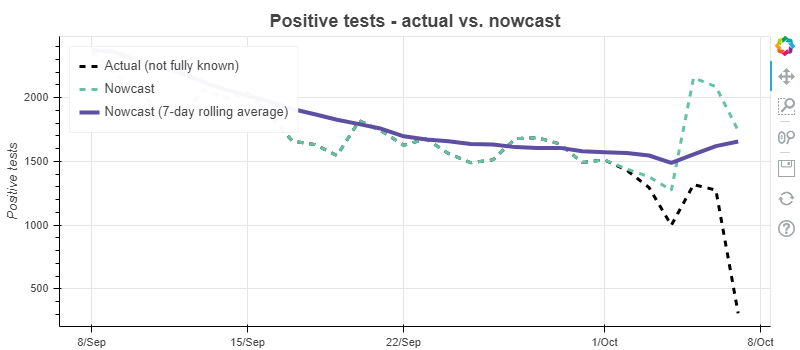 Positive tests - actual vs. nowcast
Actual (not fully known)
Nowcast
Nowcast (7-day rolling average)
Positive tests
2000
1500
1000
500
8/Sep
15/Sep
22/Sep
1/Oct
8/Oct